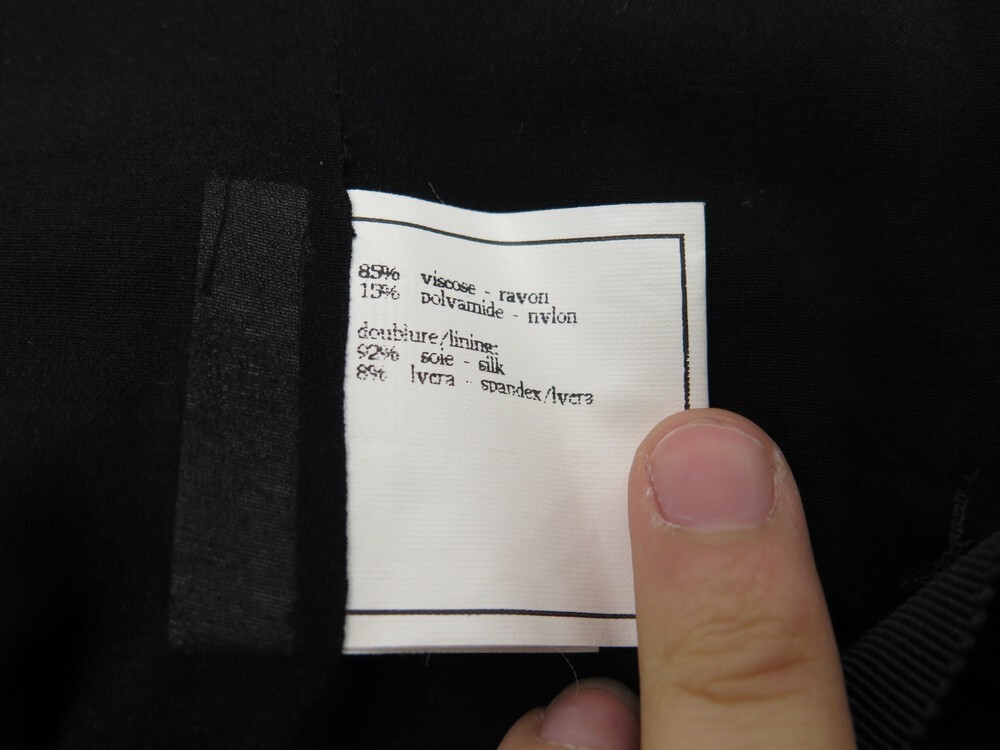 85% viscose - rayon
15% polyamide - nylon
doublure/lining:
92% soie - silk
8% lycra - spandex/lycra